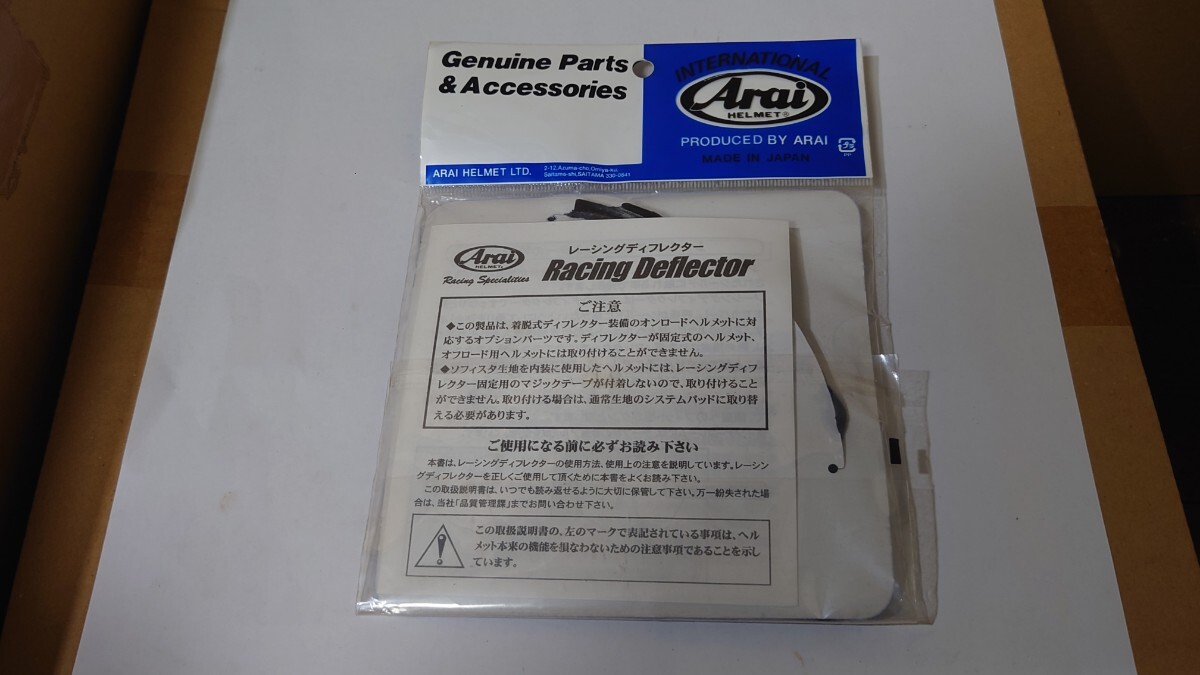 Genuine Parts
& Accessories
INTERNATIONAL
Arai
HELMET®
PRODUCED BY ARAI
MADE IN JAPAN
プラ
PP
ARAI HELMET LTD.
2-12,Azuma-cho,Omiya-ku,
Saitama-shi,SAITAMA 330-0841
Arai
HELMET®
Racing Specialities
レーシングディフレクター
Racing Deflector
ご注意
◆この製品は、着脱式ディフレクター装備のオンロードヘルメットに対
応するオプションパーツです。ディフレクターが固定式のヘルメット、
オフロード用ヘルメットには取り付けることができません。
◆ソフィスタ生地を内装に使用したヘルメットには、レーシングディフ
レクター固定用のマジックテープが付着しないので、取り付けること
ができません。取り付ける場合は、通常生地のシステムパッドに取り替
える必要があります。
ご使用になる前に必ずお読み下さい
本書は、レーシングディフレクターの使用方法、使用上の注意を説明しています。レーシン
グディフレクターを正しくご使用して頂くために本書をよくお読み下さい。
この取扱説明書は、いつでも読み返せるように大切に保管して下さい。万一紛失された場
合は、当社「品質管理課」までお問い合わせ下さい。
この取扱説明書の、左のマークで表記されている事項は、ヘル
メット本来の機能を損なわないための注意事項であることを示し
ています。